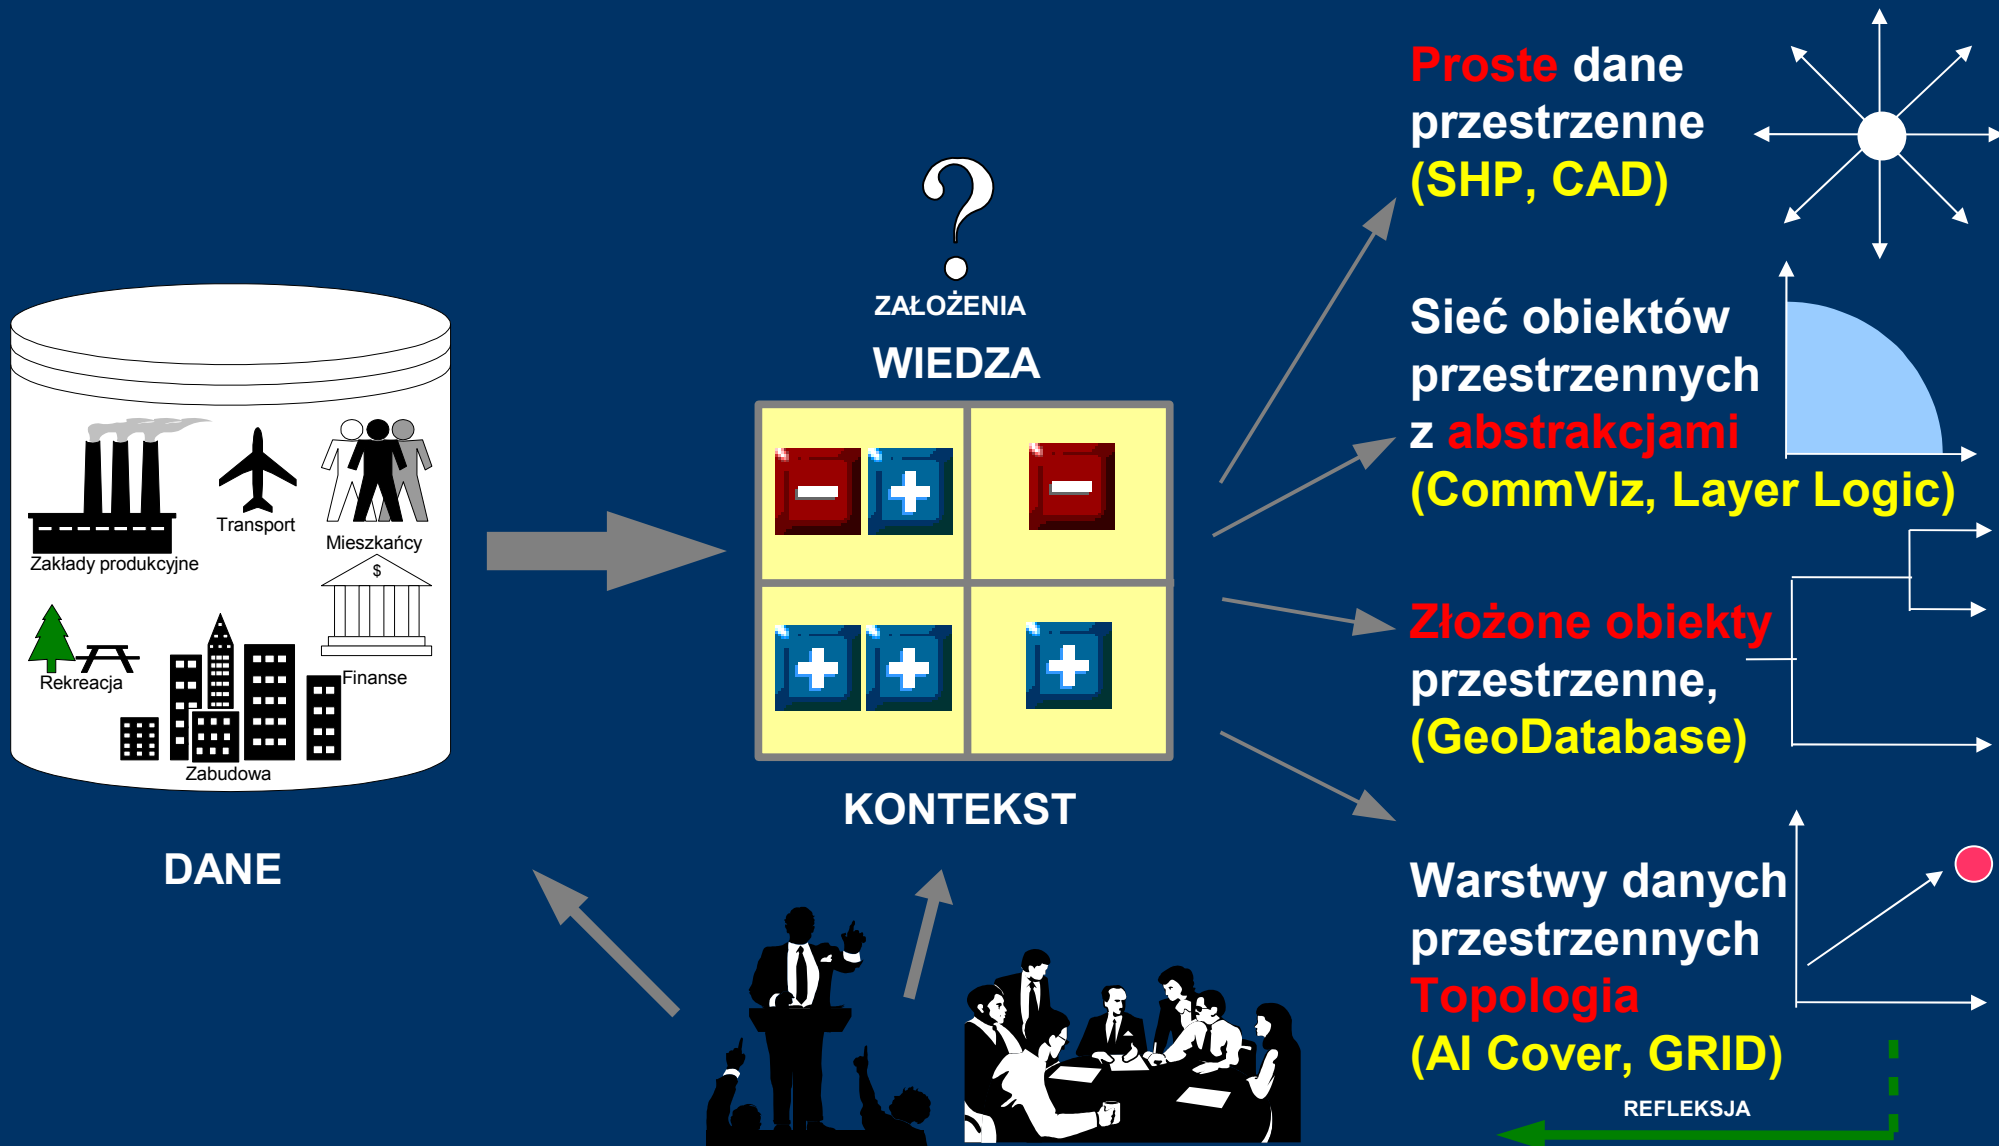 Zakłady produkcyjne
Transport
Mieszkańcy
$
Rekreacja
Finanse
Zabudowa
DANE
?
ZAŁOŻENIA
WIEDZA
KONTEKST
Proste dane
przestrzenne
(SHP, CAD)
Sieć obiektów
przestrzennych
z abstrakcjami
(CommViz, Layer Logic)
Złożone obiekty
przestrzenne,
(GeoDatabase)
Warstwy danych
przestrzennych
Topologia
(AI Cover, GRID)
REFLEKSJA